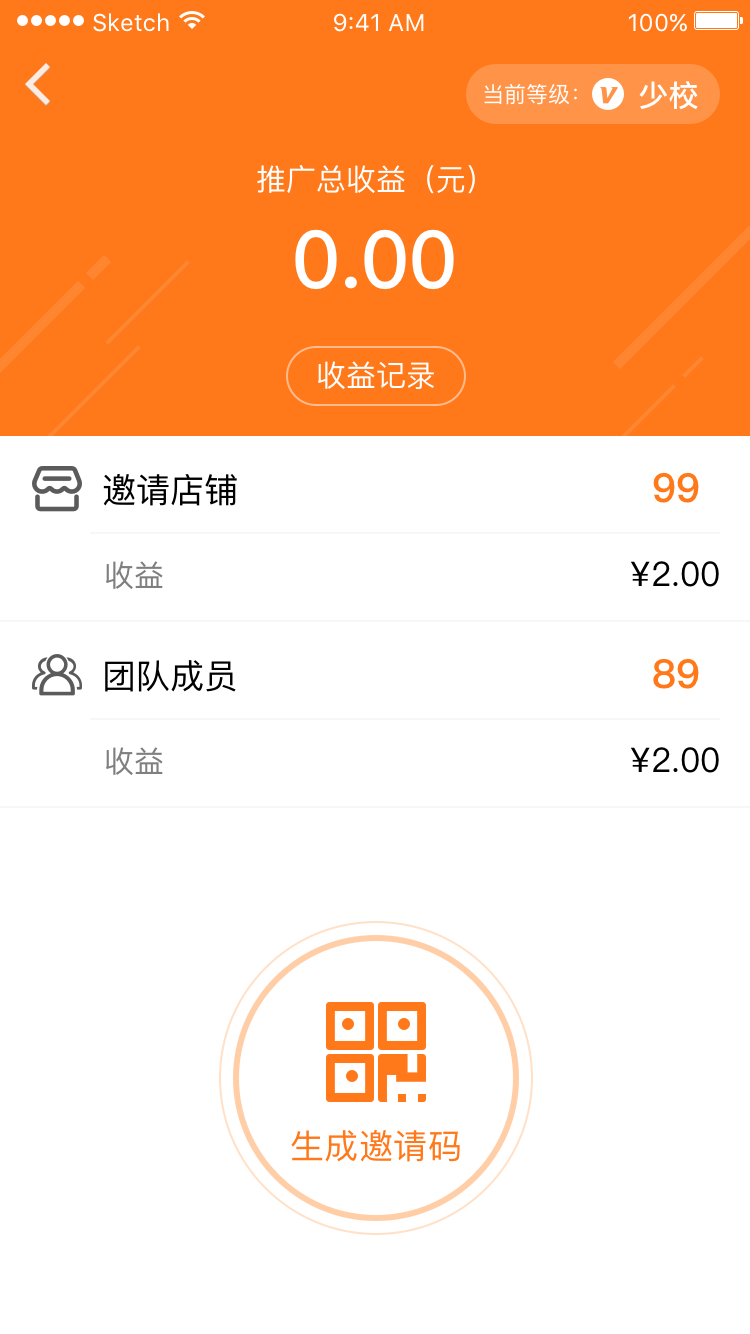 Sketch 9:41 AM 100%
当前等级： V 少校
推广总收益（元）
0.00
收益记录
邀请店铺 99
收益 ¥2.00
团队成员 89
收益 ¥2.00
生成邀请码